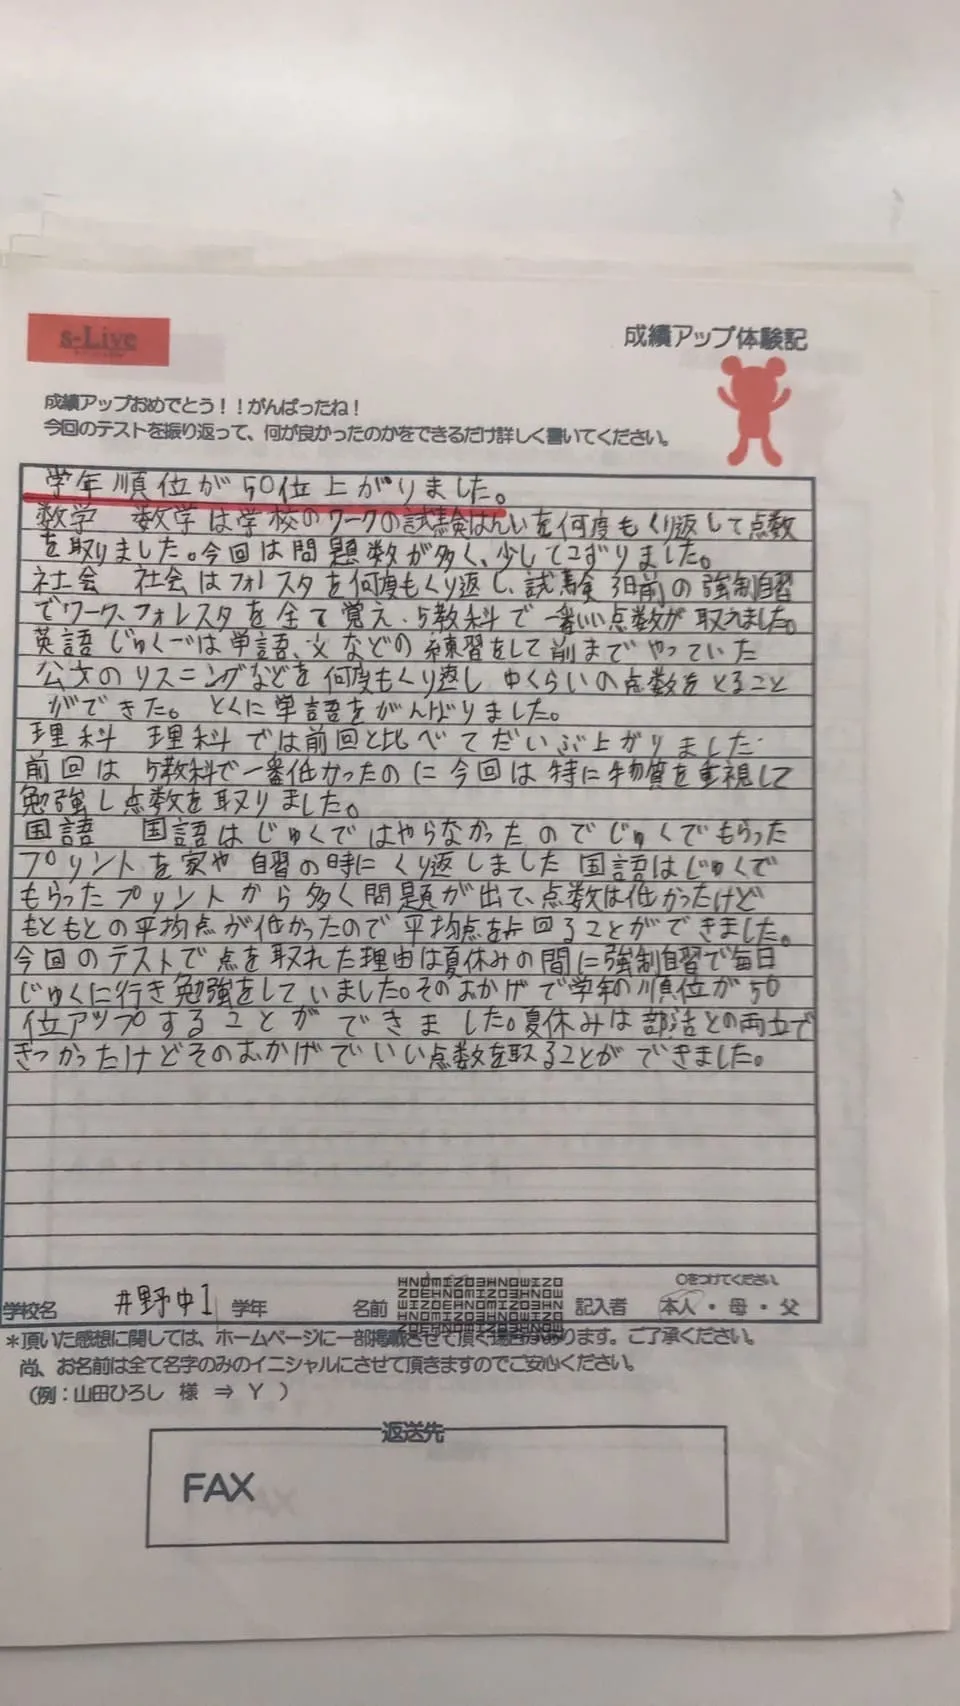 s-Live
成績アップ体験記
成績アップおめでとう！！がんばったね！
今回のテストを振り返って、何が良かったのかをできるだけ詳しく書いてください。
学年順位が50位上がりました。
数学 数学は学校のワークの試験はんいを何度もくり返して点数
を取りました。今回は問題数が多く、少してこずりました。
社会 社会はフォレスタを何度もくり返し、試験3日前の強制自習
でワーク、フォレスタを全て覚え、5教科で一番いい点数が取れました。
英語 じゅくでは単語、文などの練習をして前までやっていた
公文のリスニングなどを何度もくり返し ゆくらいの点数をとること
ができた。 とくに単語をがんばりました。
理科 理科では前回と比べてだいぶ上がりました。
前回は5教科で一番低かったのに今回は特に物質を重視して
勉強し点数を取りました。
国語 国語はじゅくではやらなかったのでじゅくでもらった
プリントを家や自習の時にくり返しました 国語はじゅくで
もらったプリントから多く問題が出て、点数は低かったけど
もともとの平均点が低かったので平均点を上回ることができました。
今回のテストで点を取れた理由は夏休みの間に強制自習で毎日
じゅくに行き勉強をしていました。そのおかげで学年の順位が50
位アップすることができました。夏休みは部活との両立で
きつかったけどそのおかげでいい点数を取ることができました。
〇をつけてください。
学校名 井野中1 学年 名前 記入者 本人・母・父
＊頂いた感想に関しては、ホームページに一部掲載させて頂く場合があります。ご了承ください。
尚、お名前は全て名字のみのイニシャルにさせて頂きますのでご安心ください。
（例：山田ひろし 様 ⇒ Y ）
返送先
FAX